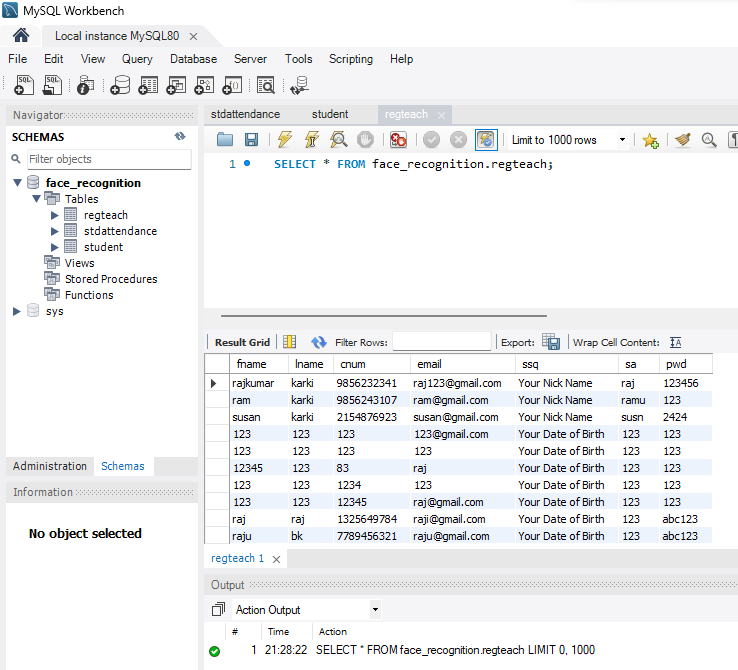 MySQL Workbench
Local instance MySQL80
File Edit View Query Database Server Tools Scripting Help
Navigator
SCHEMAS
Filter objects
face_recognition
Tables
regteach
stdattendance
student
Views
Stored Procedures
Functions
sys
Administration Schemas
Information
No object selected
stdattendance student regteach
Limit to 1000 rows
1 SELECT * FROM face_recognition.regteach;
Result Grid Filter Rows: Export: Wrap Cell Content:
fname lname cnum email ssq sa pwd
rajkumar karki 9856232341 raj123@gmail.com Your Nick Name raj 123456
ram karki 9856243107 ram@gmail.com Your Nick Name ramu 123
susan karki 2154876923 susan@gmail.com Your Nick Name susn 2424
123 123 123 123@gmail.com Your Date of Birth 123 123
123 123 123 123 Your Date of Birth 123 123
12345 123 83 raj Your Date of Birth 123 123
123 123 1234 123 Your Date of Birth 123 123
123 123 12345 raj@gmail.com Your Date of Birth 123 123
raj raj 1325649784 raji@gmail.com Your Date of Birth 123 abc123
raju bk 7789456321 raju@gmail.com Your Date of Birth 123 abc123
regteach 1
Output
Action Output
# Time Action
1 21:28:22 SELECT * FROM face_recognition.regteach LIMIT 0, 1000